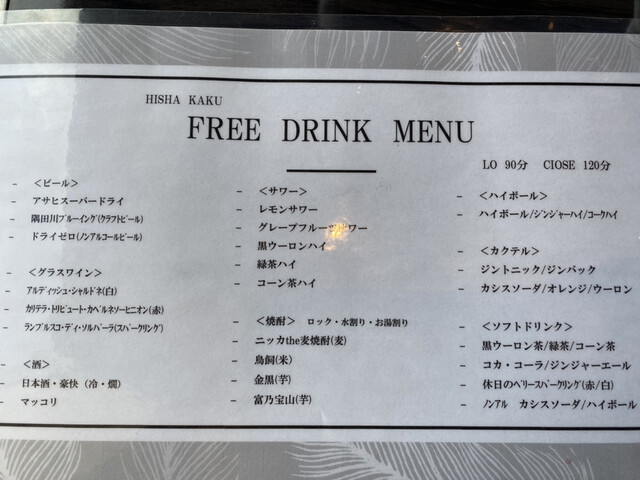 HISHA KAKU
FREE DRINK MENU
LO 90分 CIOSE 120分
- <ビール>
- アサヒスーパードライ
- 隅田川ブルーイング(クラフトビール)
- ドライゼロ(ノンアルコールビール)
- <グラスワイン>
- アルディッシュ・シャルドネ(白)
- カリテラ・トリビュート・カベルネソーヒニオン(赤)
- ランブルスコ・ディ・ソルバーラ(スパークリング)
- <酒>
- 日本酒・豪快 (冷・燗)
- マッコリ
- <サワー>
- レモンサワー
- グレープフルーツサワー
- 黒ウーロンハイ
- 緑茶ハイ
- コーン茶ハイ
- <焼酎> ロック・水割り・お湯割り
- ニッカthe麦焼酎(麦)
- 鳥飼(米)
- 金黒(芋)
- 富乃宝山(芋)
- <ハイボール>
- ハイボール/ジンジャーハイ/コークハイ
- <カクテル>
- ジントニック/ジンバック
- カシスソーダ/オレンジ/ウーロン
- <ソフトドリンク>
- 黒ウーロン茶/緑茶/コーン茶
- コカ・コーラ/ジンジャーエール
- 休日のベリースパークリング(赤/白)
- ノンアル カシスソーダ/ハイボール